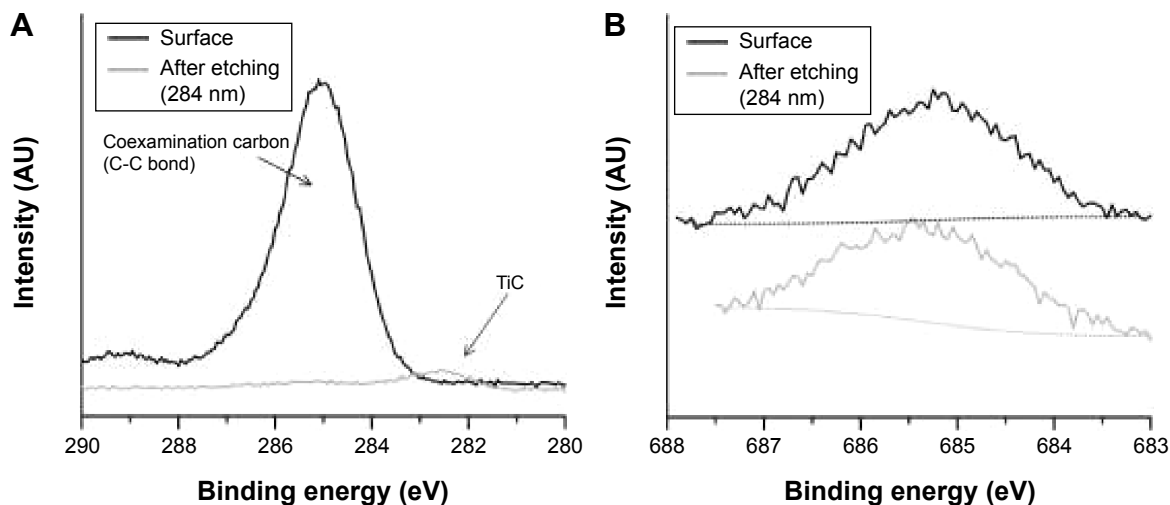 A
Surface
After etching
(284 nm)
Coexamination carbon
(C-C bond)
TiC
Intensity (AU)
290 288 286 284 282 280
Binding energy (eV)
B
Surface
After etching
(284 nm)
Intensity (AU)
688 687 686 685 684 683
Binding energy (eV)